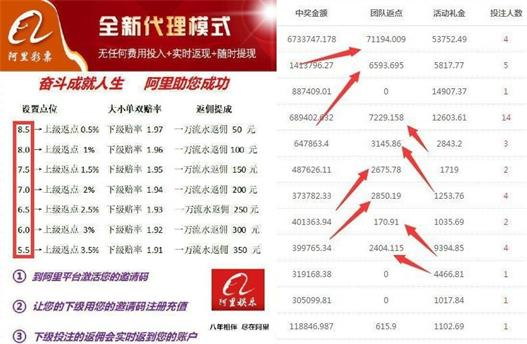 阿里彩票
全新代理模式
无任何费用投入+实时返现+随时提现
奋斗成就人生 阿里助您成功
设置点位 大小单双赔率 返佣提成
8.5→上级返点 0.5% 下级赔率 1.97 一万流水返佣 50 元
8.0→上级返点 1% 下级赔率 1.96 一万流水返佣 100 元
7.5→上级返点 1.5% 下级赔率 1.95 一万流水返佣 150 元
7.0→上级返点 2% 下级赔率 1.94 一万流水返佣 200 元
6.5→上级返点 2.5% 下级赔率 1.93 一万流水返佣 250 元
6.0→上级返点 3% 下级赔率 1.92 一万流水返佣 300 元
5.5→上级返点 3.5% 下级赔率 1.91 一万流水返佣 350 元
① 到阿里平台激活您的邀请码
② 让您的下级用您的邀请码注册充值
③ 下级投注的返佣会实时返到您的账户
阿里娱乐
八年担保 尽在阿里
中奖金额 团队返点 活动礼金 投注人数
6733747.178 71194.009 53752.49 4
1413796.27 6593.695 5817.77 5
887409.01 0 14907.37 1
689402.632 7229.158 12603.61 14
647863.4 3145.86 2843.2 3
487626.11 2675.78 1719 2
373782.33 2850.19 1253.76 4
401363.94 170.91 1035.69 2
399765.34 2404.115 9394.85 4
319168.38 0 4466.81 1
305099.81 0 1017.84 1
118846.987 615.9 1102.69 1